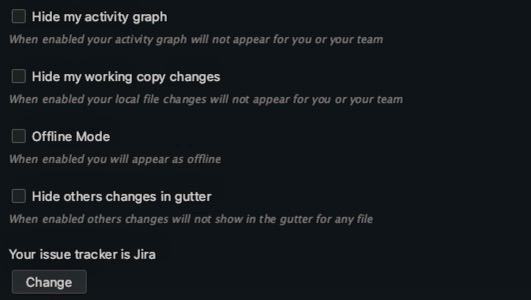 Hide my activity graph
When enabled your activity graph will not appear for you or your team
Hide my working copy changes
When enabled your local file changes will not appear for you or your team
Offline Mode
When enabled you will appear as offline
Hide others changes in gutter
When enabled others changes will not show in the gutter for any file
Your issue tracker is Jira
Change